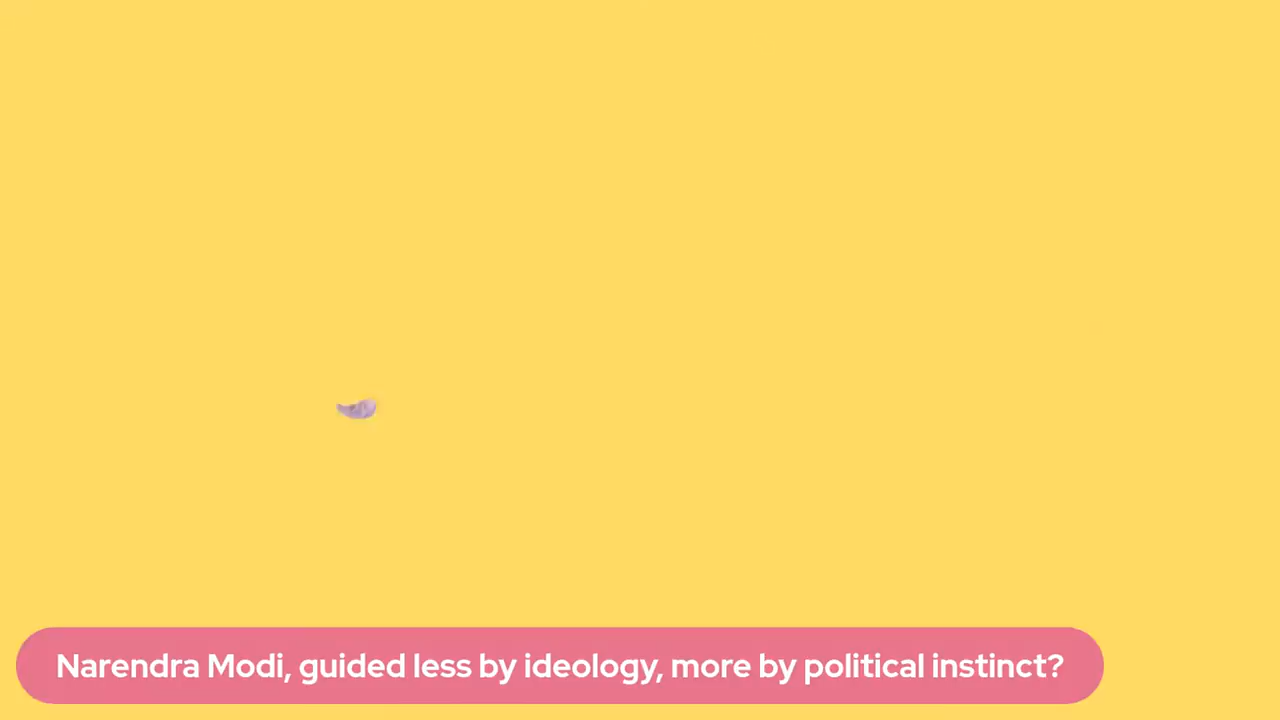 Narendra Modi, guided less by ideology, more by political instinct?